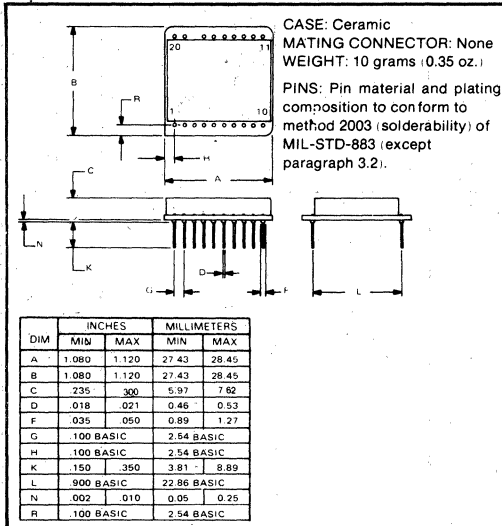 CASE: Ceramic
MATING CONNECTOR: None
WEIGHT: 10 grams (0.35 oz.)
PINS: Pin material and plating
composition to conform to
method 2003 (solderability) of
MIL-STD-883 (except
paragraph 3.2).
20 11
B
1 10
R
H
A
C
N
K
D
G F L
DIM INCHES MILLIMETERS
MIN MAX MIN MAX
A 1.080 1.120 27.43 28.45
B 1.080 1.120 27.43 28.45
C .235 .300 5.97 7.62
D .018 .021 0.46 0.53
F .035 .050 0.89 1.27
G .100 BASIC 2.54 BASIC
H .100 BASIC 2.54 BASIC
K .150 .350 3.81 8.89
L .900 BASIC 22.86 BASIC
N .002 .010 0.05 0.25
R .100 BASIC 2.54 BASIC